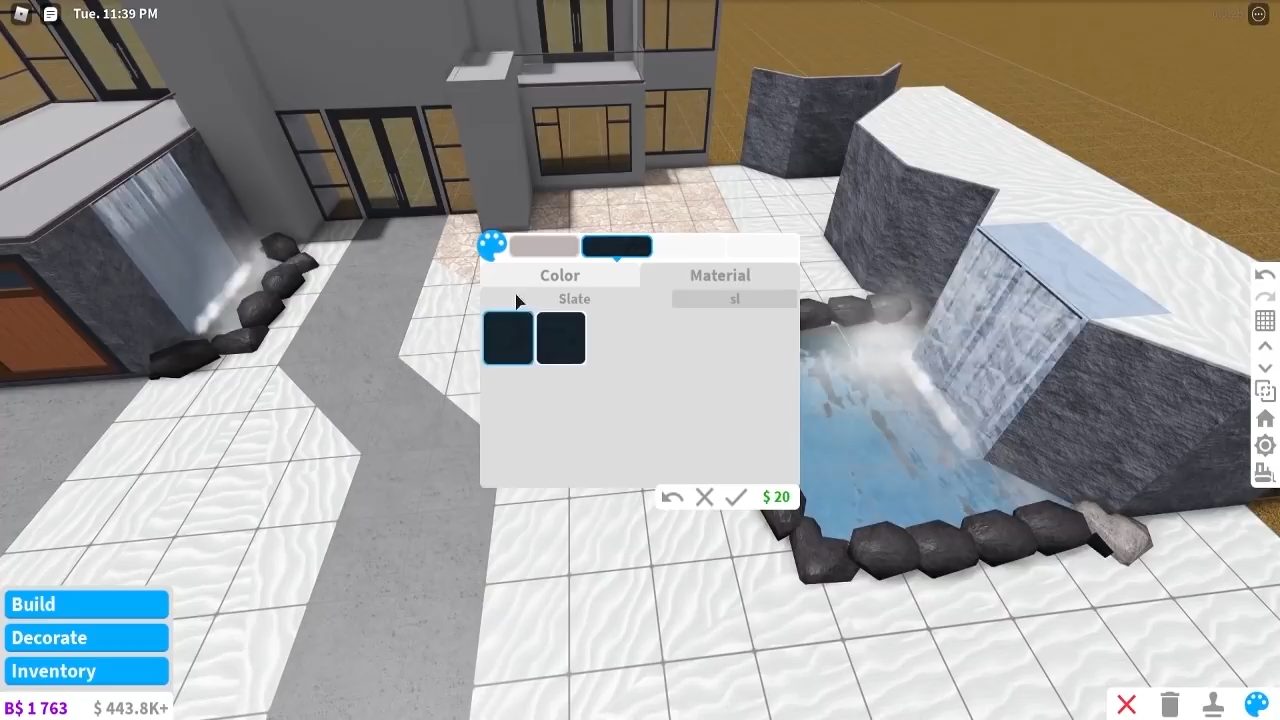 Tue. 11:39 PM
Color
Material
Slate
sl
$ 20
Build
Decorate
Inventory
B$ 1 763
$ 443.8K+